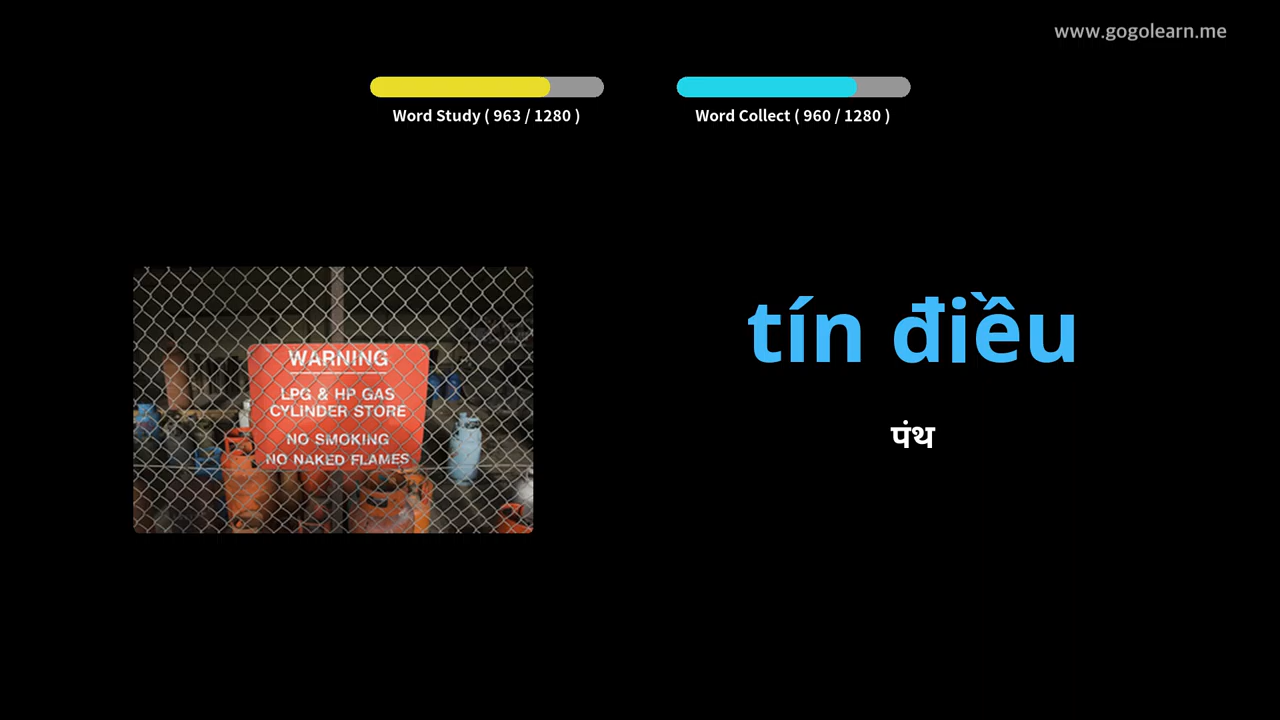 www.gogolearn.me
Word Study ( 963 / 1280 )
Word Collect ( 960 / 1280 )
WARNING
LPG & HP GAS
CYLINDER STORE
NO SMOKING
NO NAKED FLAMES
tín điều
पंथ